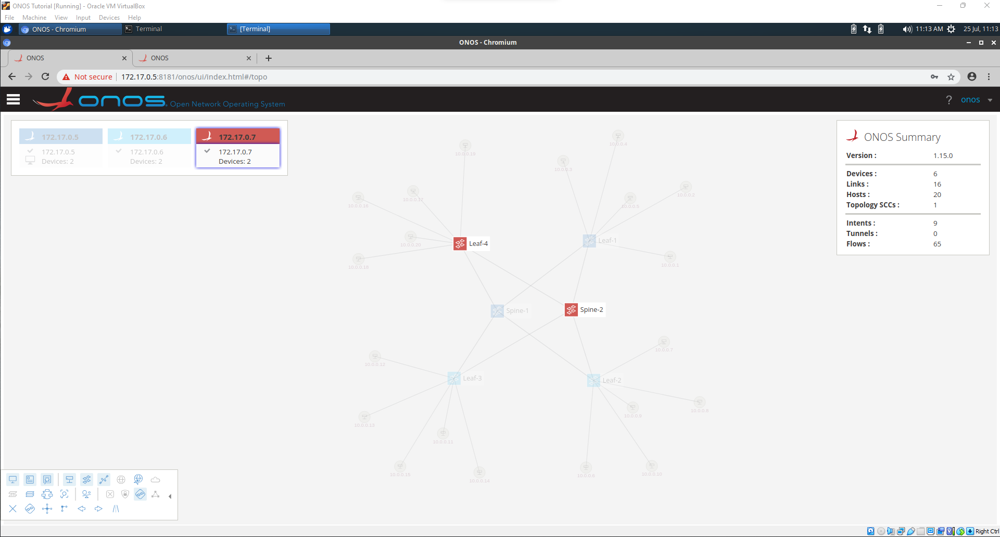 ONOS Tutorial [Running] - Oracle VM VirtualBox
File Machine View Input Devices Help
ONOS - Chromium Terminal [Terminal] 11:13 AM 25 Jul, 11:13
ONOS - Chromium
ONOS ONOS
Not secure 172.17.0.5:8181/onos/ui/index.html#/topo
onos Open Network Operating System ? onos
172.17.0.5 172.17.0.6 172.17.0.7
172.17.0.5 172.17.0.6 172.17.0.7
Devices: 2 Devices: 2 Devices: 2
ONOS Summary
Version : 1.15.0
Devices : 6
Links : 16
Hosts : 20
Topology SCCs : 1
Intents : 9
Tunnels : 0
Flows : 65
10.0.0.4
10.0.0.19
10.0.0.3
10.0.0.2
10.0.0.17
10.0.0.16 10.0.0.5
Leaf-4 Leaf-1
10.0.0.20
10.0.0.18 10.0.0.1
Spine-1 Spine-2
10.0.0.7
10.0.0.12
Leaf-3 Leaf-2
10.0.0.8
10.0.0.9
10.0.0.13
10.0.0.11
10.0.0.15 10.0.0.14 10.0.0.6 10.0.0.10
Right Ctrl